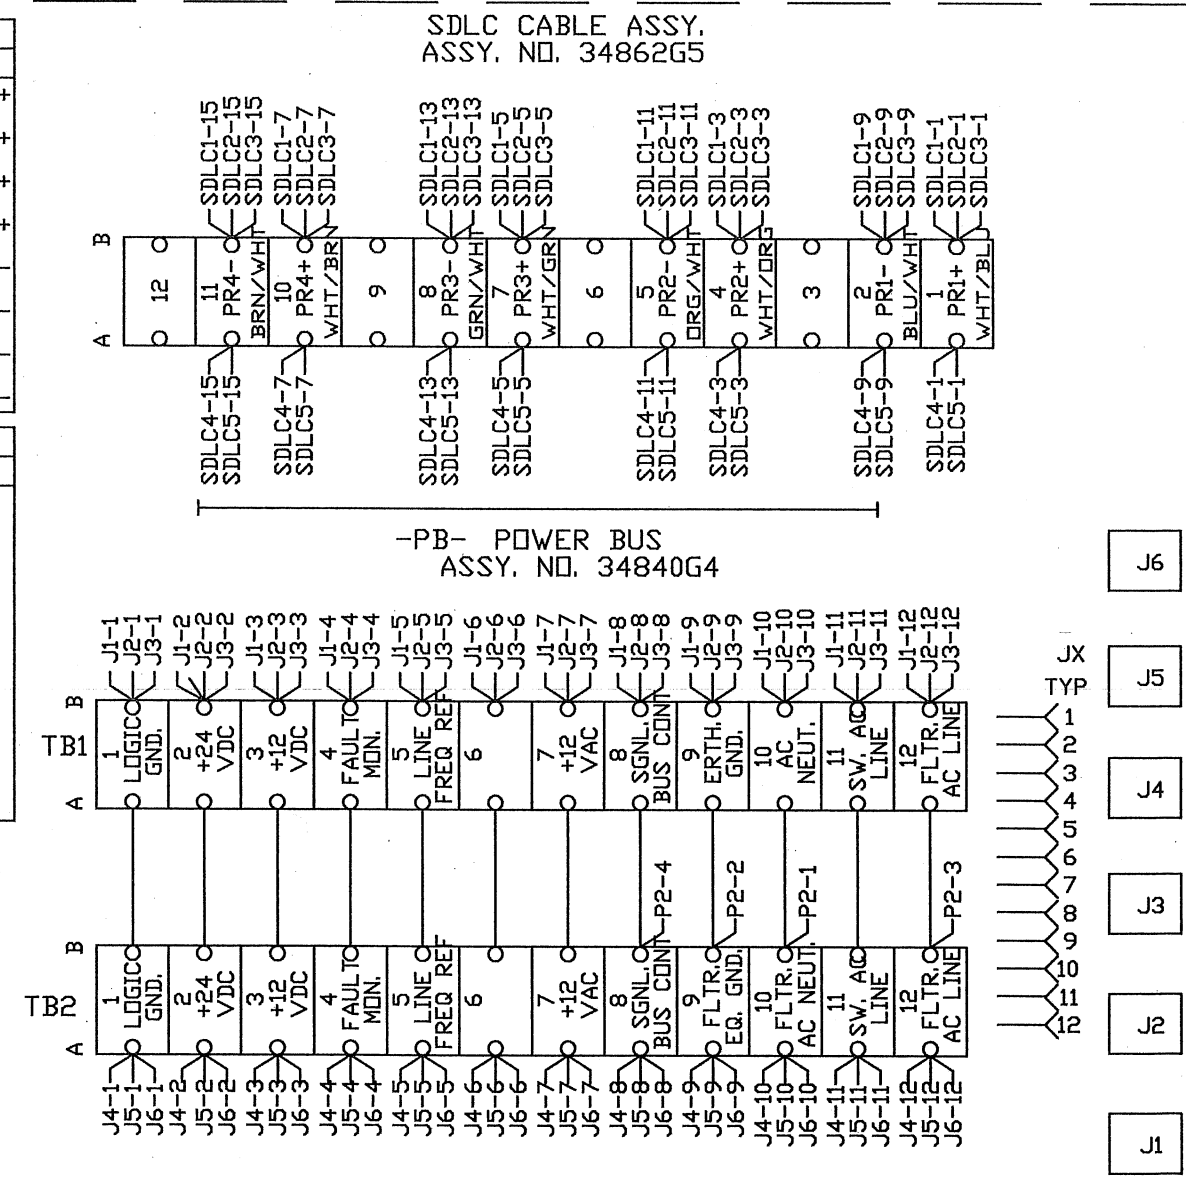 SDLC CABLE ASSY.
ASSY. NO. 34862G5
SDLC1-15
SDLC2-15
SDLC3-15
SDLC1-7
SDLC2-7
SDLC3-7
SDLC1-13
SDLC2-13
SDLC3-13
SDLC1-5
SDLC2-5
SDLC3-5
SDLC1-11
SDLC2-11
SDLC3-11
SDLC1-3
SDLC2-3
SDLC3-3
SDLC1-9
SDLC2-9
SDLC3-9
SDLC1-1
SDLC2-1
SDLC3-1
B
A
12
11
PR4-
BRN/WHT
10
PR4+
WHT/BRN
9
8
PR3-
GRN/WHT
7
PR3+
WHT/GRN
6
5
PR2-
ORG/WHT
4
PR2+
WHT/ORG
3
2
PR1-
BLU/WHT
1
PR1+
WHT/BLU
SDLC4-15
SDLC5-15
SDLC4-7
SDLC5-7
SDLC4-13
SDLC5-13
SDLC4-5
SDLC5-5
SDLC4-11
SDLC5-11
SDLC4-3
SDLC5-3
SDLC4-9
SDLC5-9
SDLC4-1
SDLC5-1
-PB- POWER BUS
ASSY. NO. 34840G4
J1-1
J2-1
J3-1
J1-2
J2-2
J3-2
J1-3
J2-3
J3-3
J1-4
J2-4
J3-4
J1-5
J2-5
J3-5
J1-6
J2-6
J3-6
J1-7
J2-7
J3-7
J1-8
J2-8
J3-8
J1-9
J2-9
J3-9
J1-10
J2-10
J3-10
J1-11
J2-11
J3-11
J1-12
J2-12
J3-12
TB1
B
A
1
LOGIC
GND.
2
+24
VDC
3
+12
VDC
4
FAULT
MON.
5
LINE
FREQ REF
6
7
+12
VAC
8
SGNL.
BUS CONT
9
ERTH.
GND.
10
AC
NEUT.
11
SW. AC
LINE
12
FLTR.
AC LINE
P2-4
P2-2
P2-1
P2-3
TB2
B
A
1
LOGIC
GND.
2
+24
VDC
3
+12
VDC
4
FAULT
MON.
5
LINE
FREQ REF
6
7
+12
VAC
8
SGNL.
BUS CONT
9
FLTR.
EQ. GND.
10
FLTR.
AC NEUT.
11
SW. AC
LINE
12
FLTR.
AC LINE
J4-1
J5-1
J6-1
J4-2
J5-2
J6-2
J4-3
J5-3
J6-3
J4-4
J5-4
J6-4
J4-5
J5-5
J6-5
J4-6
J5-6
J6-6
J4-7
J5-7
J6-7
J4-8
J5-8
J6-8
J4-9
J5-9
J6-9
J4-10
J5-10
J6-10
J4-11
J5-11
J6-11
J4-12
J5-12
J6-12
JX
TYP
1
2
3
4
5
6
7
8
9
10
11
12
J6
J5
J4
J3
J2
J1